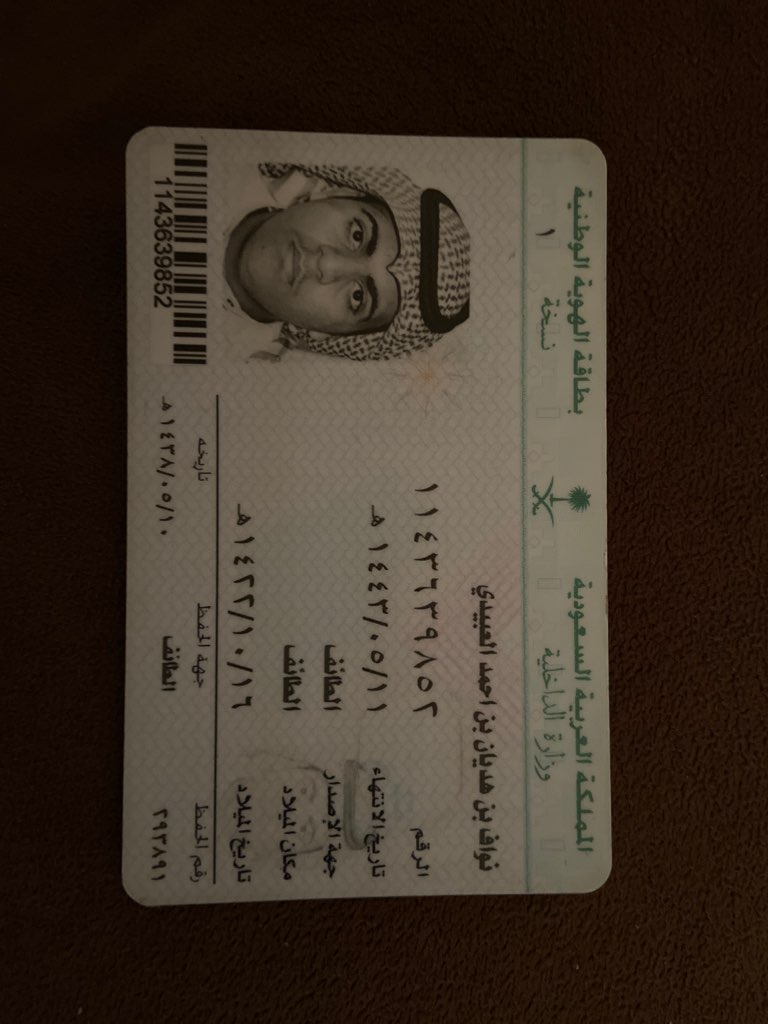 المملكة العربية السعودية
وزارة الداخلية
بطاقة الهوية الوطنية
نسخة ١
نواف بن هديان بن احمد العبيدي
الرقم ١١٤٣٦٣٩٨٥٢
تاريخ الانتهاء ١٤٤٣/٠٥/١١ هـ
جهة الإصدار الطائف
مكان الميلاد الطائف
تاريخ الميلاد ١٤٢٢/١٠/١٦ هـ
رقم الحفظ جهة الحفظ تاريخه
٢٩٣٨٩١ الطائف ١٤٣٨/٠٥/١٠ هـ
1143639852